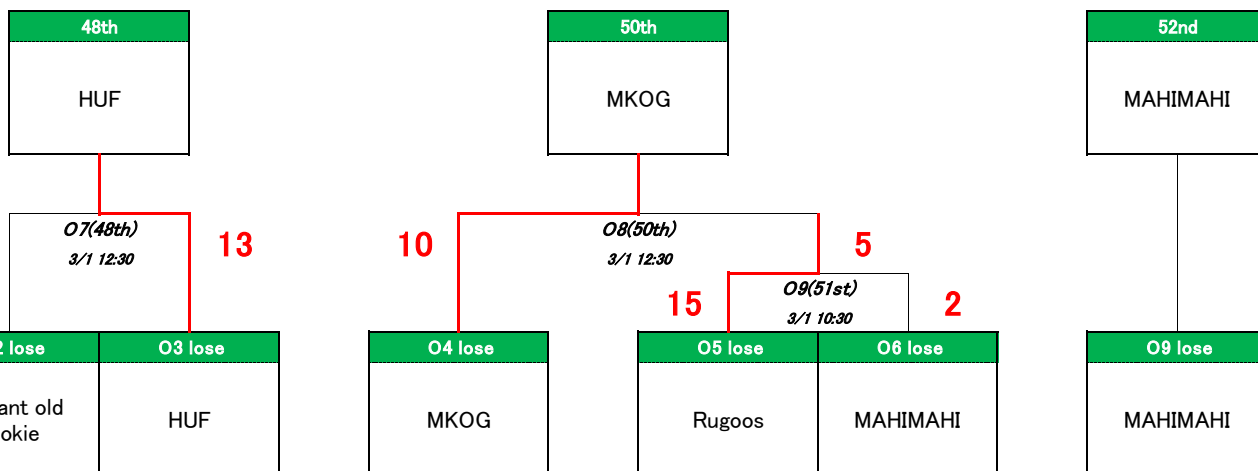 48th
50th
52nd
HUF
MKOG
MAHIMAHI
O7(48th)
3/1 12:30
13
10
O8(50th)
3/1 12:30
5
15
O9(51st)
3/1 10:30
2
lose
O3 lose
O4 lose
O5 lose
O6 lose
O9 lose
old
HUF
MKOG
Rugoos
MAHIMAHI
MAHIMAHI